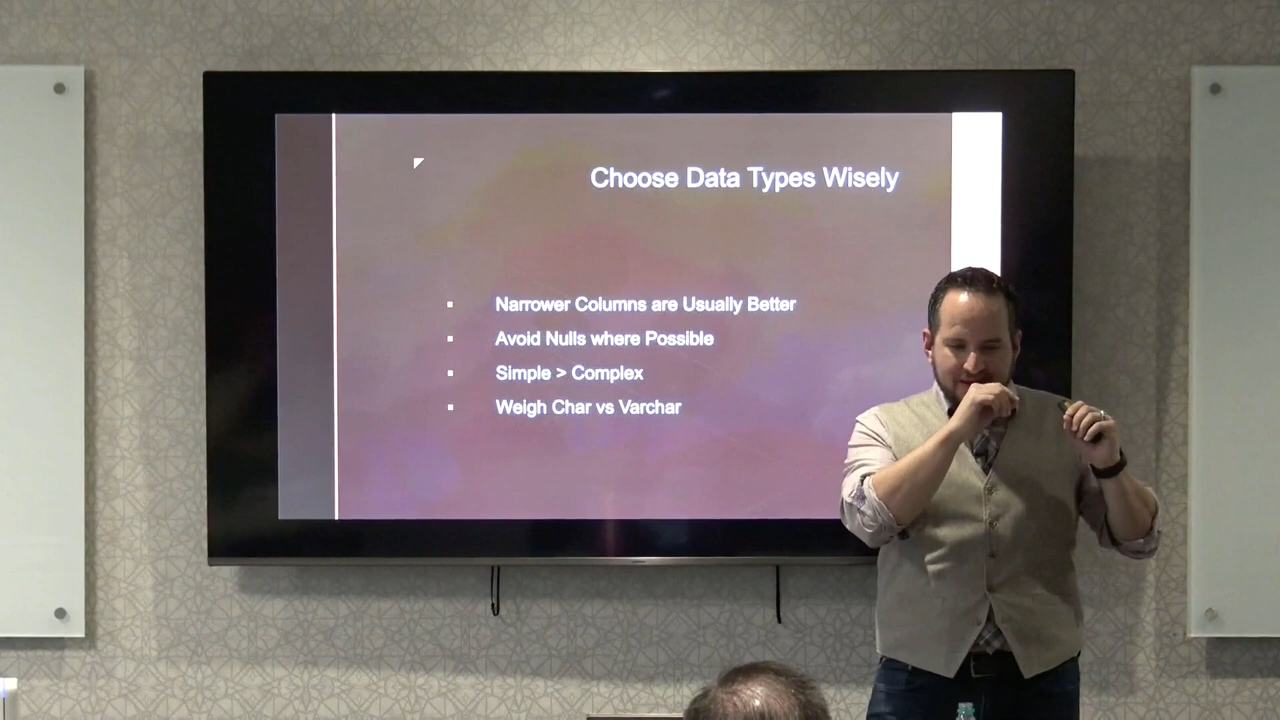 Choose Data Types Wisely
Narrower Columns are Usually Better
Avoid Nulls where Possible
Simple > Complex
Weigh Char vs Varchar